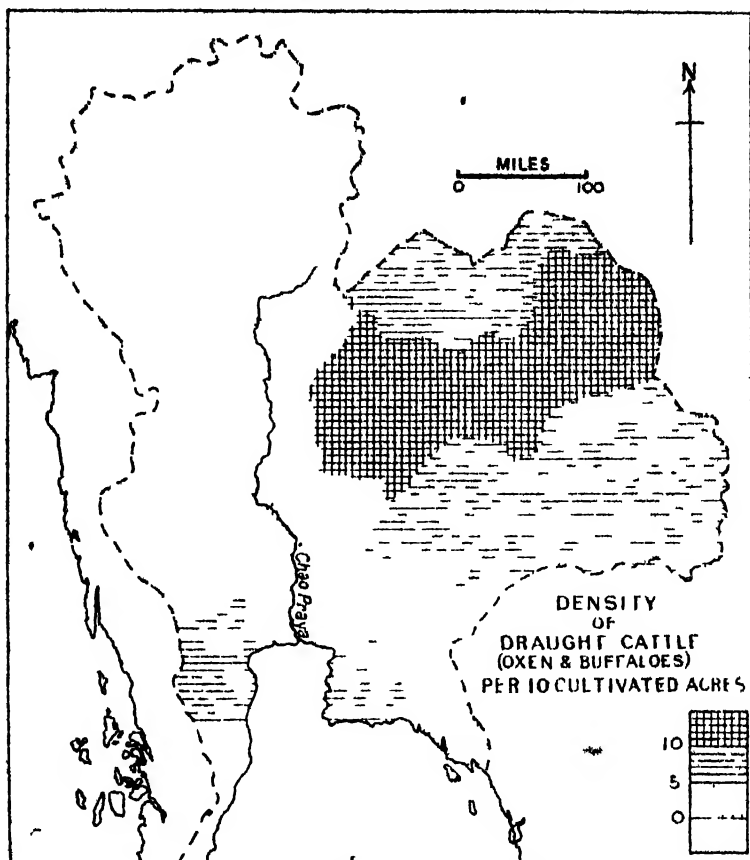 N
MILES
0 100
Chao Praya
DENSITY
OF
DRAUGHT CATTLE
(OXEN & BUFFALOES)
PER 10 CULTIVATED ACRES
10
5
0